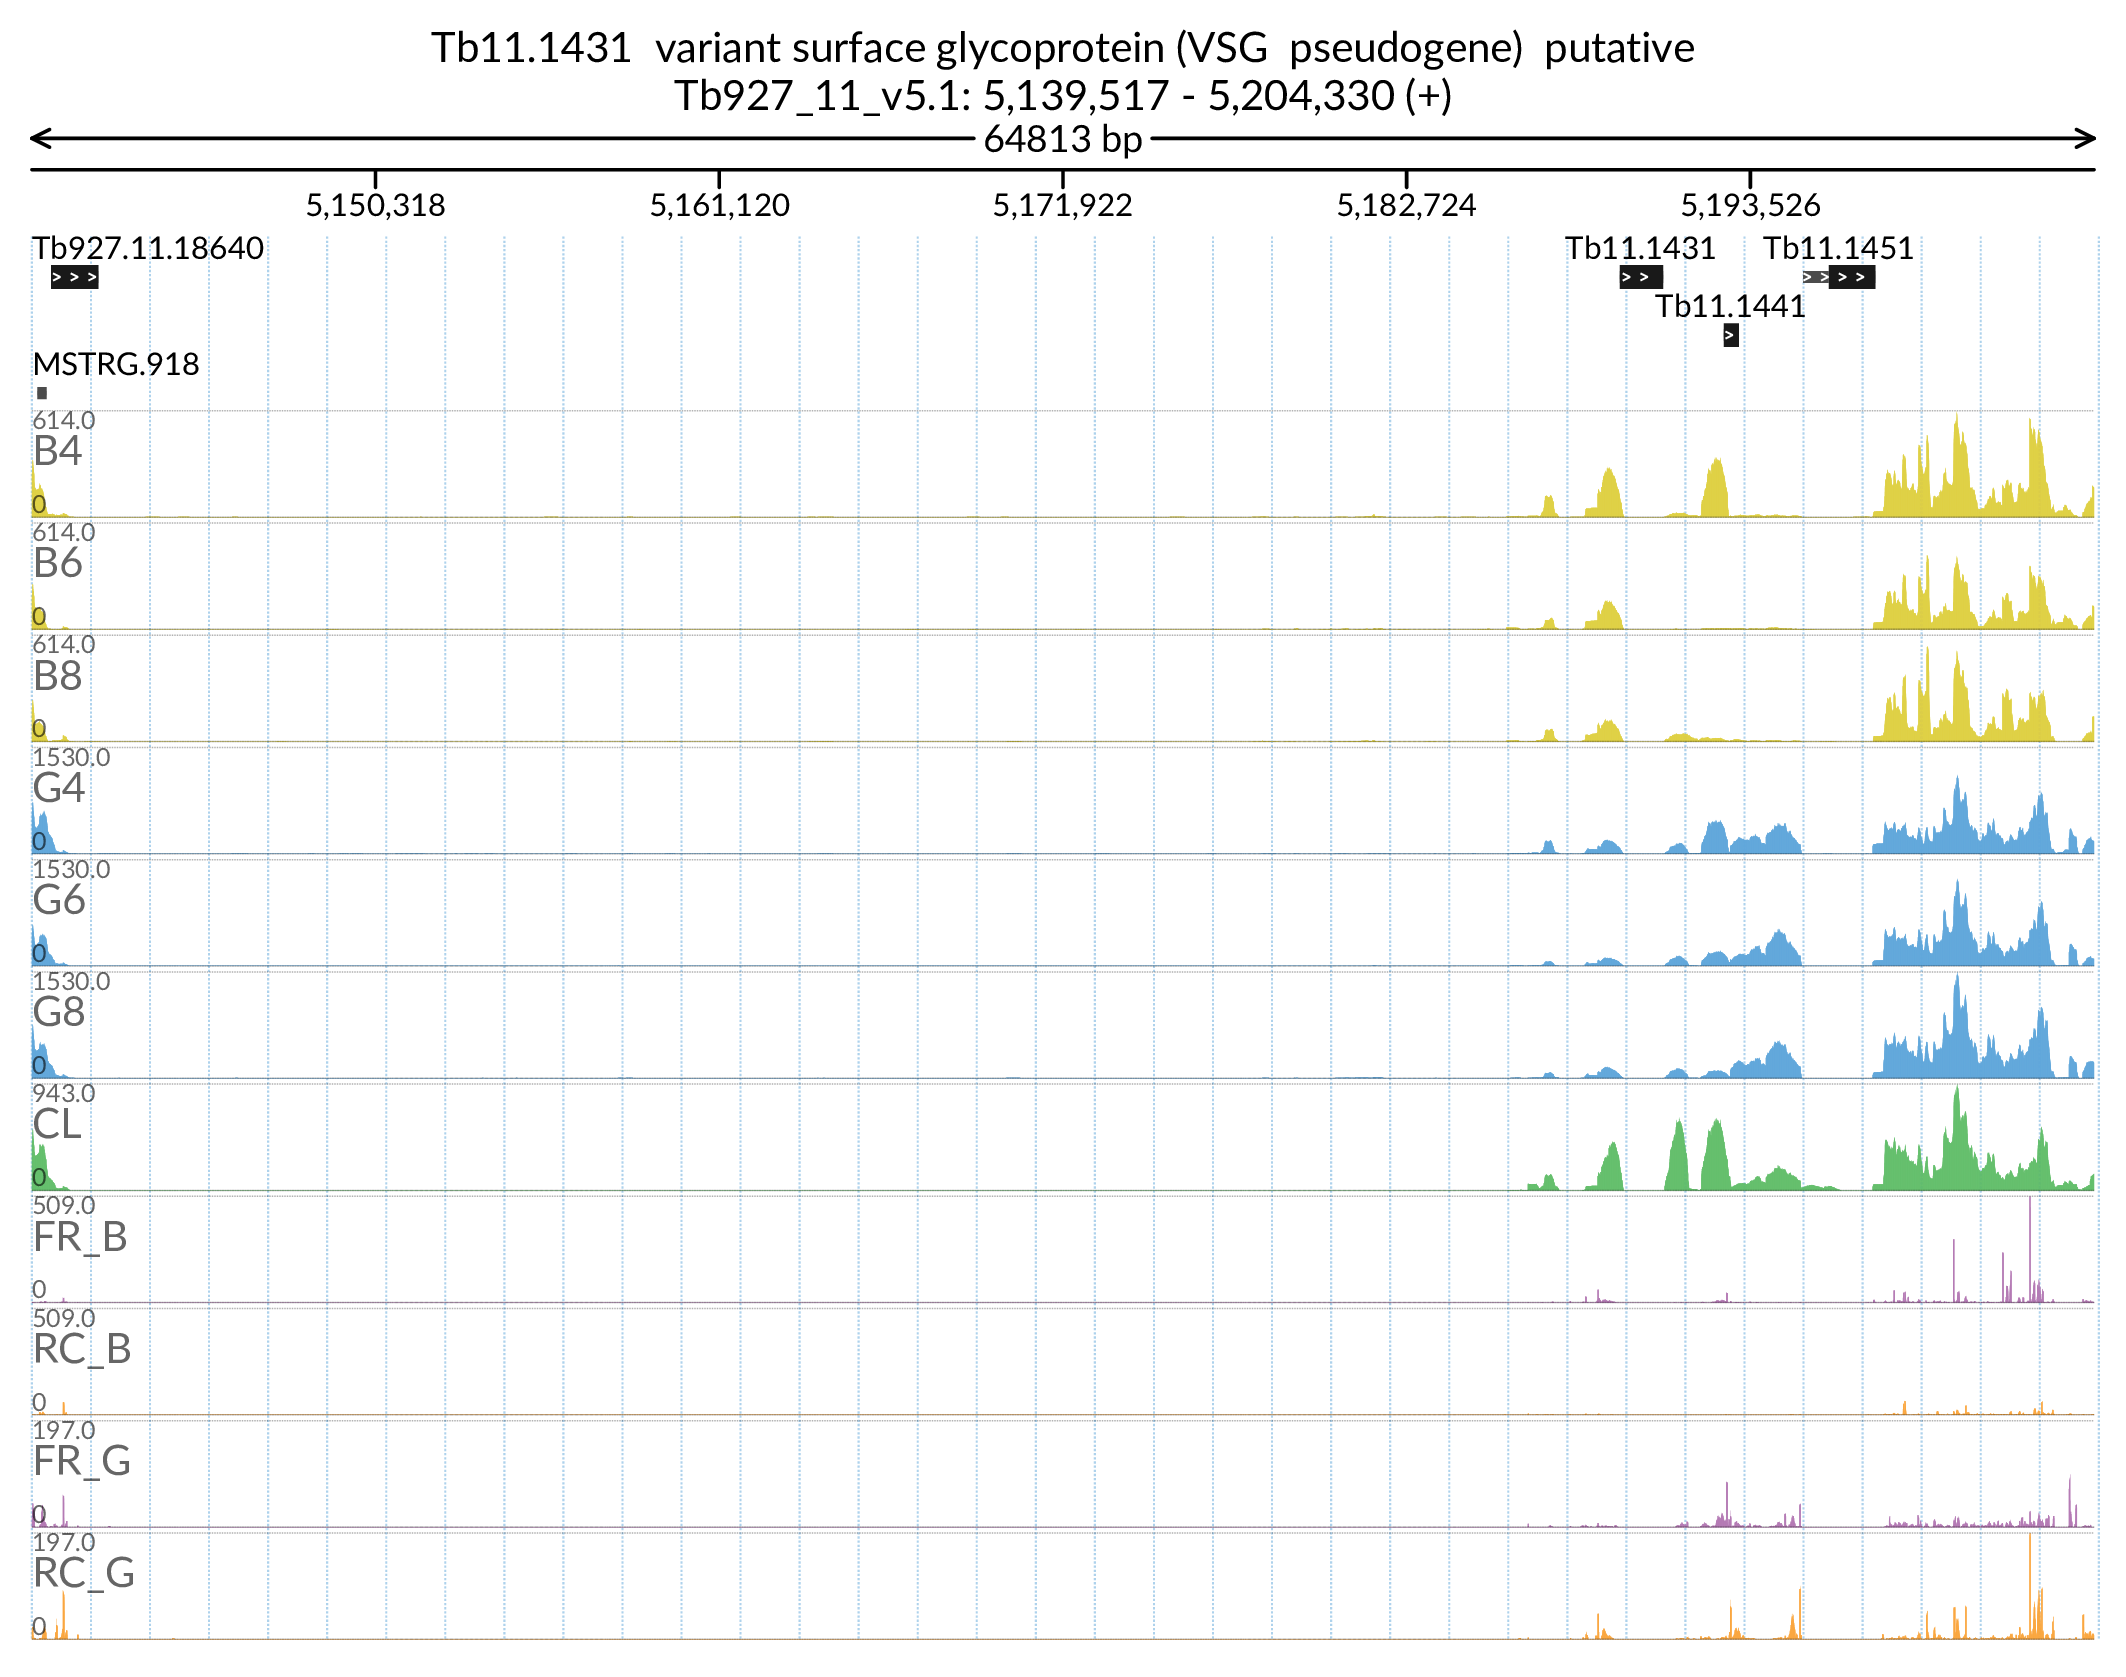 Tb11.1431 variant surface glycoprotein (VSG pseudogene) putative
Tb927_11_v5.1: 5,139,517 - 5,204,330 (+)
64813 bp
5,150,318 5,161,120 5,171,922 5,182,724 5,193,526
Tb927.11.18640 Tb11.1431 Tb11.1451
Tb11.1441
MSTRG.918
614.0
B4
0
614.0
B6
0
614.0
B8
0
1530.0
G4
0
1530.0
G6
0
1530.0
G8
0
943.0
CL
0
509.0
FR_B
0
509.0
RC_B
0
197.0
FR_G
0
197.0
RC_G
0